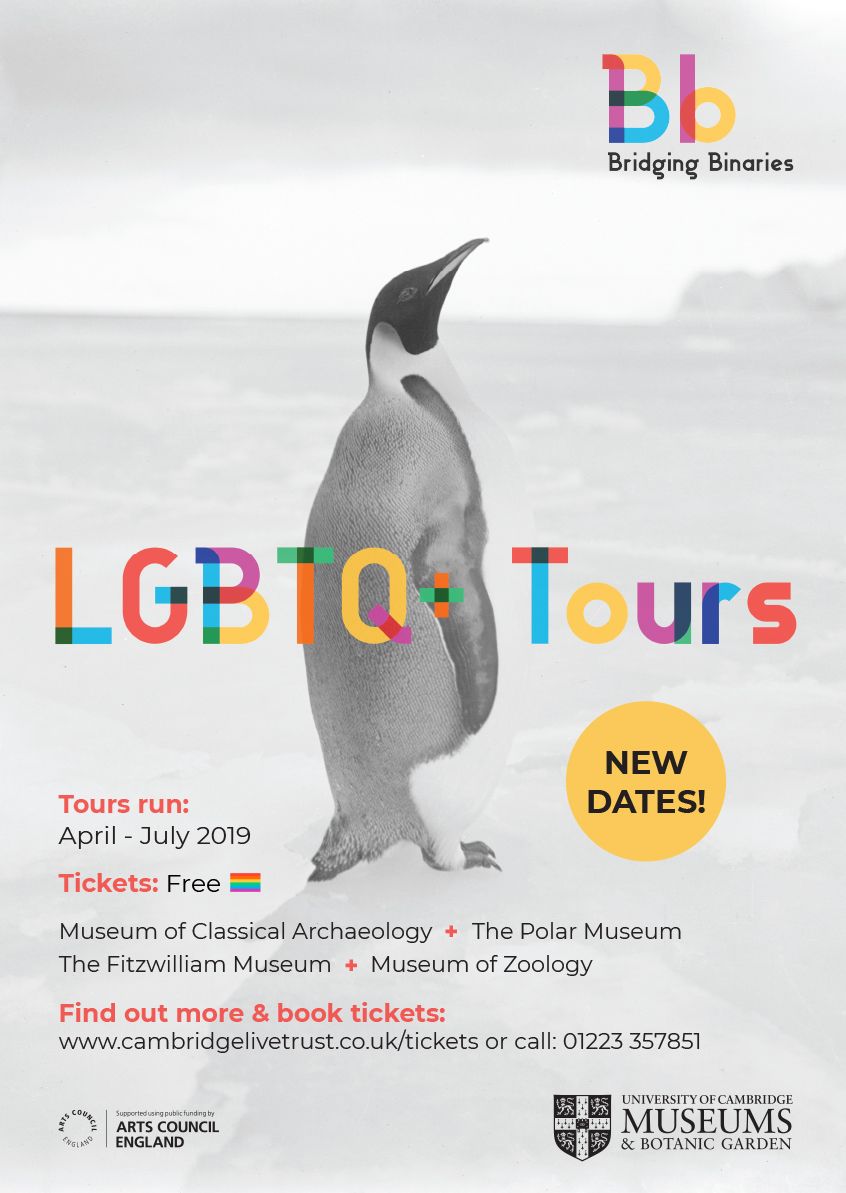 Bb
Bridging Binaries
LGBTQ+ Tours
NEW
DATES!
Tours run:
April - July 2019
Tickets: Free
Museum of Classical Archaeology + The Polar Museum
The Fitzwilliam Museum + Museum of Zoology
Find out more & book tickets:
www.cambridgelivetrust.co.uk/tickets or call: 01223 357851
ARTS COUNCIL
ENGLAND
Supported using public funding by
ARTS COUNCIL
ENGLAND
UNIVERSITY OF CAMBRIDGE
MUSEUMS
& BOTANIC GARDEN